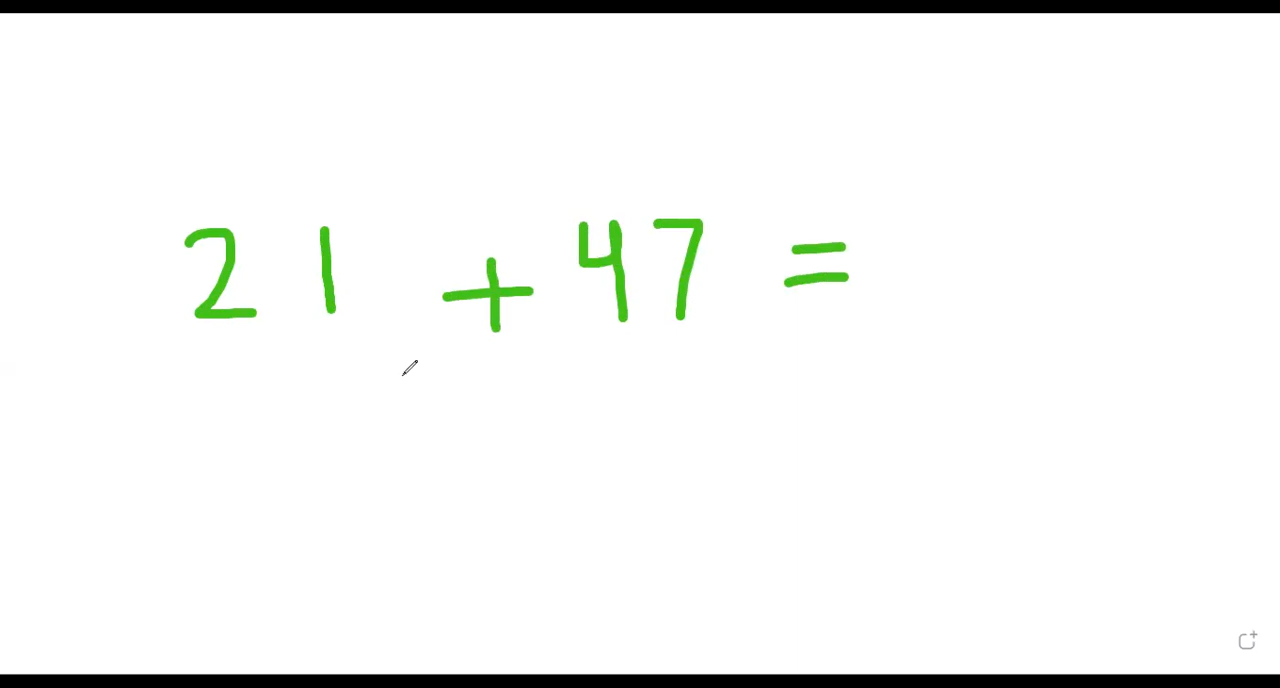 21 + 47 =